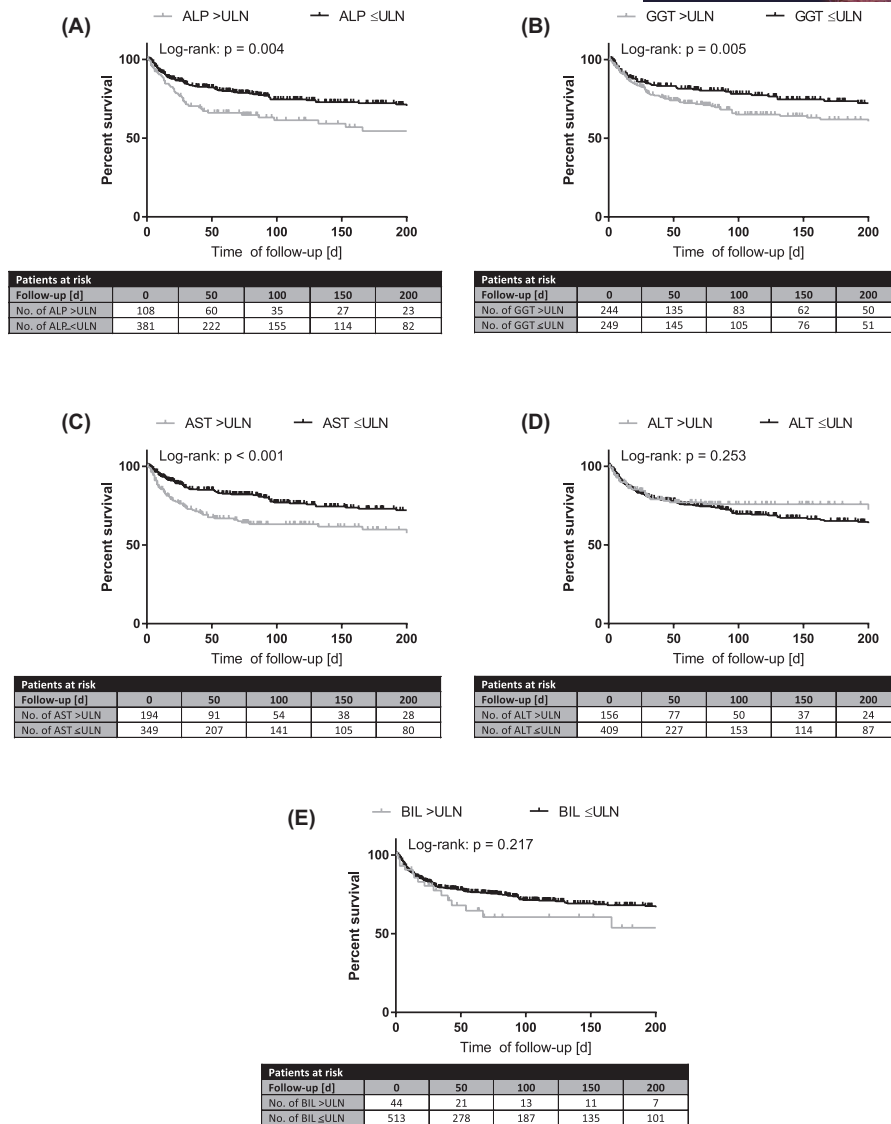 (A)
ALP >ULN ALP ≤ULN
Log-rank: p = 0.004
100
50
0
Percent survival
0 50 100 150 200
Time of follow-up [d]
Patients at risk
Follow-up [d] 0 50 100 150 200
No. of ALP >ULN 108 60 35 27 23
No. of ALP ≤ULN 381 222 155 114 82
(B)
GGT >ULN GGT ≤ULN
Log-rank: p = 0.005
100
50
0
Percent survival
0 50 100 150 200
Time of follow-up [d]
Patients at risk
Follow-up [d] 0 50 100 150 200
No. of GGT >ULN 244 135 83 62 50
No. of GGT ≤ULN 249 145 105 76 51
(C)
AST >ULN AST ≤ULN
Log-rank: p < 0.001
100
50
0
Percent survival
0 50 100 150 200
Time of follow-up [d]
Patients at risk
Follow-up [d] 0 50 100 150 200
No. of AST >ULN 194 91 54 38 28
No. of AST ≤ULN 349 207 141 105 80
(D)
ALT >ULN ALT ≤ULN
Log-rank: p = 0.253
100
50
0
Percent survival
0 50 100 150 200
Time of follow-up [d]
Patients at risk
Follow-up [d] 0 50 100 150 200
No. of ALT >ULN 156 77 50 37 24
No. of ALT ≤ULN 409 227 153 114 87
(E)
BIL >ULN BIL ≤ULN
Log-rank: p = 0.217
100
50
0
Percent survival
0 50 100 150 200
Time of follow-up [d]
Patients at risk
Follow-up [d] 0 50 100 150 200
No. of BIL >ULN 44 21 13 11 7
No. of BIL ≤ULN 513 278 187 135 101